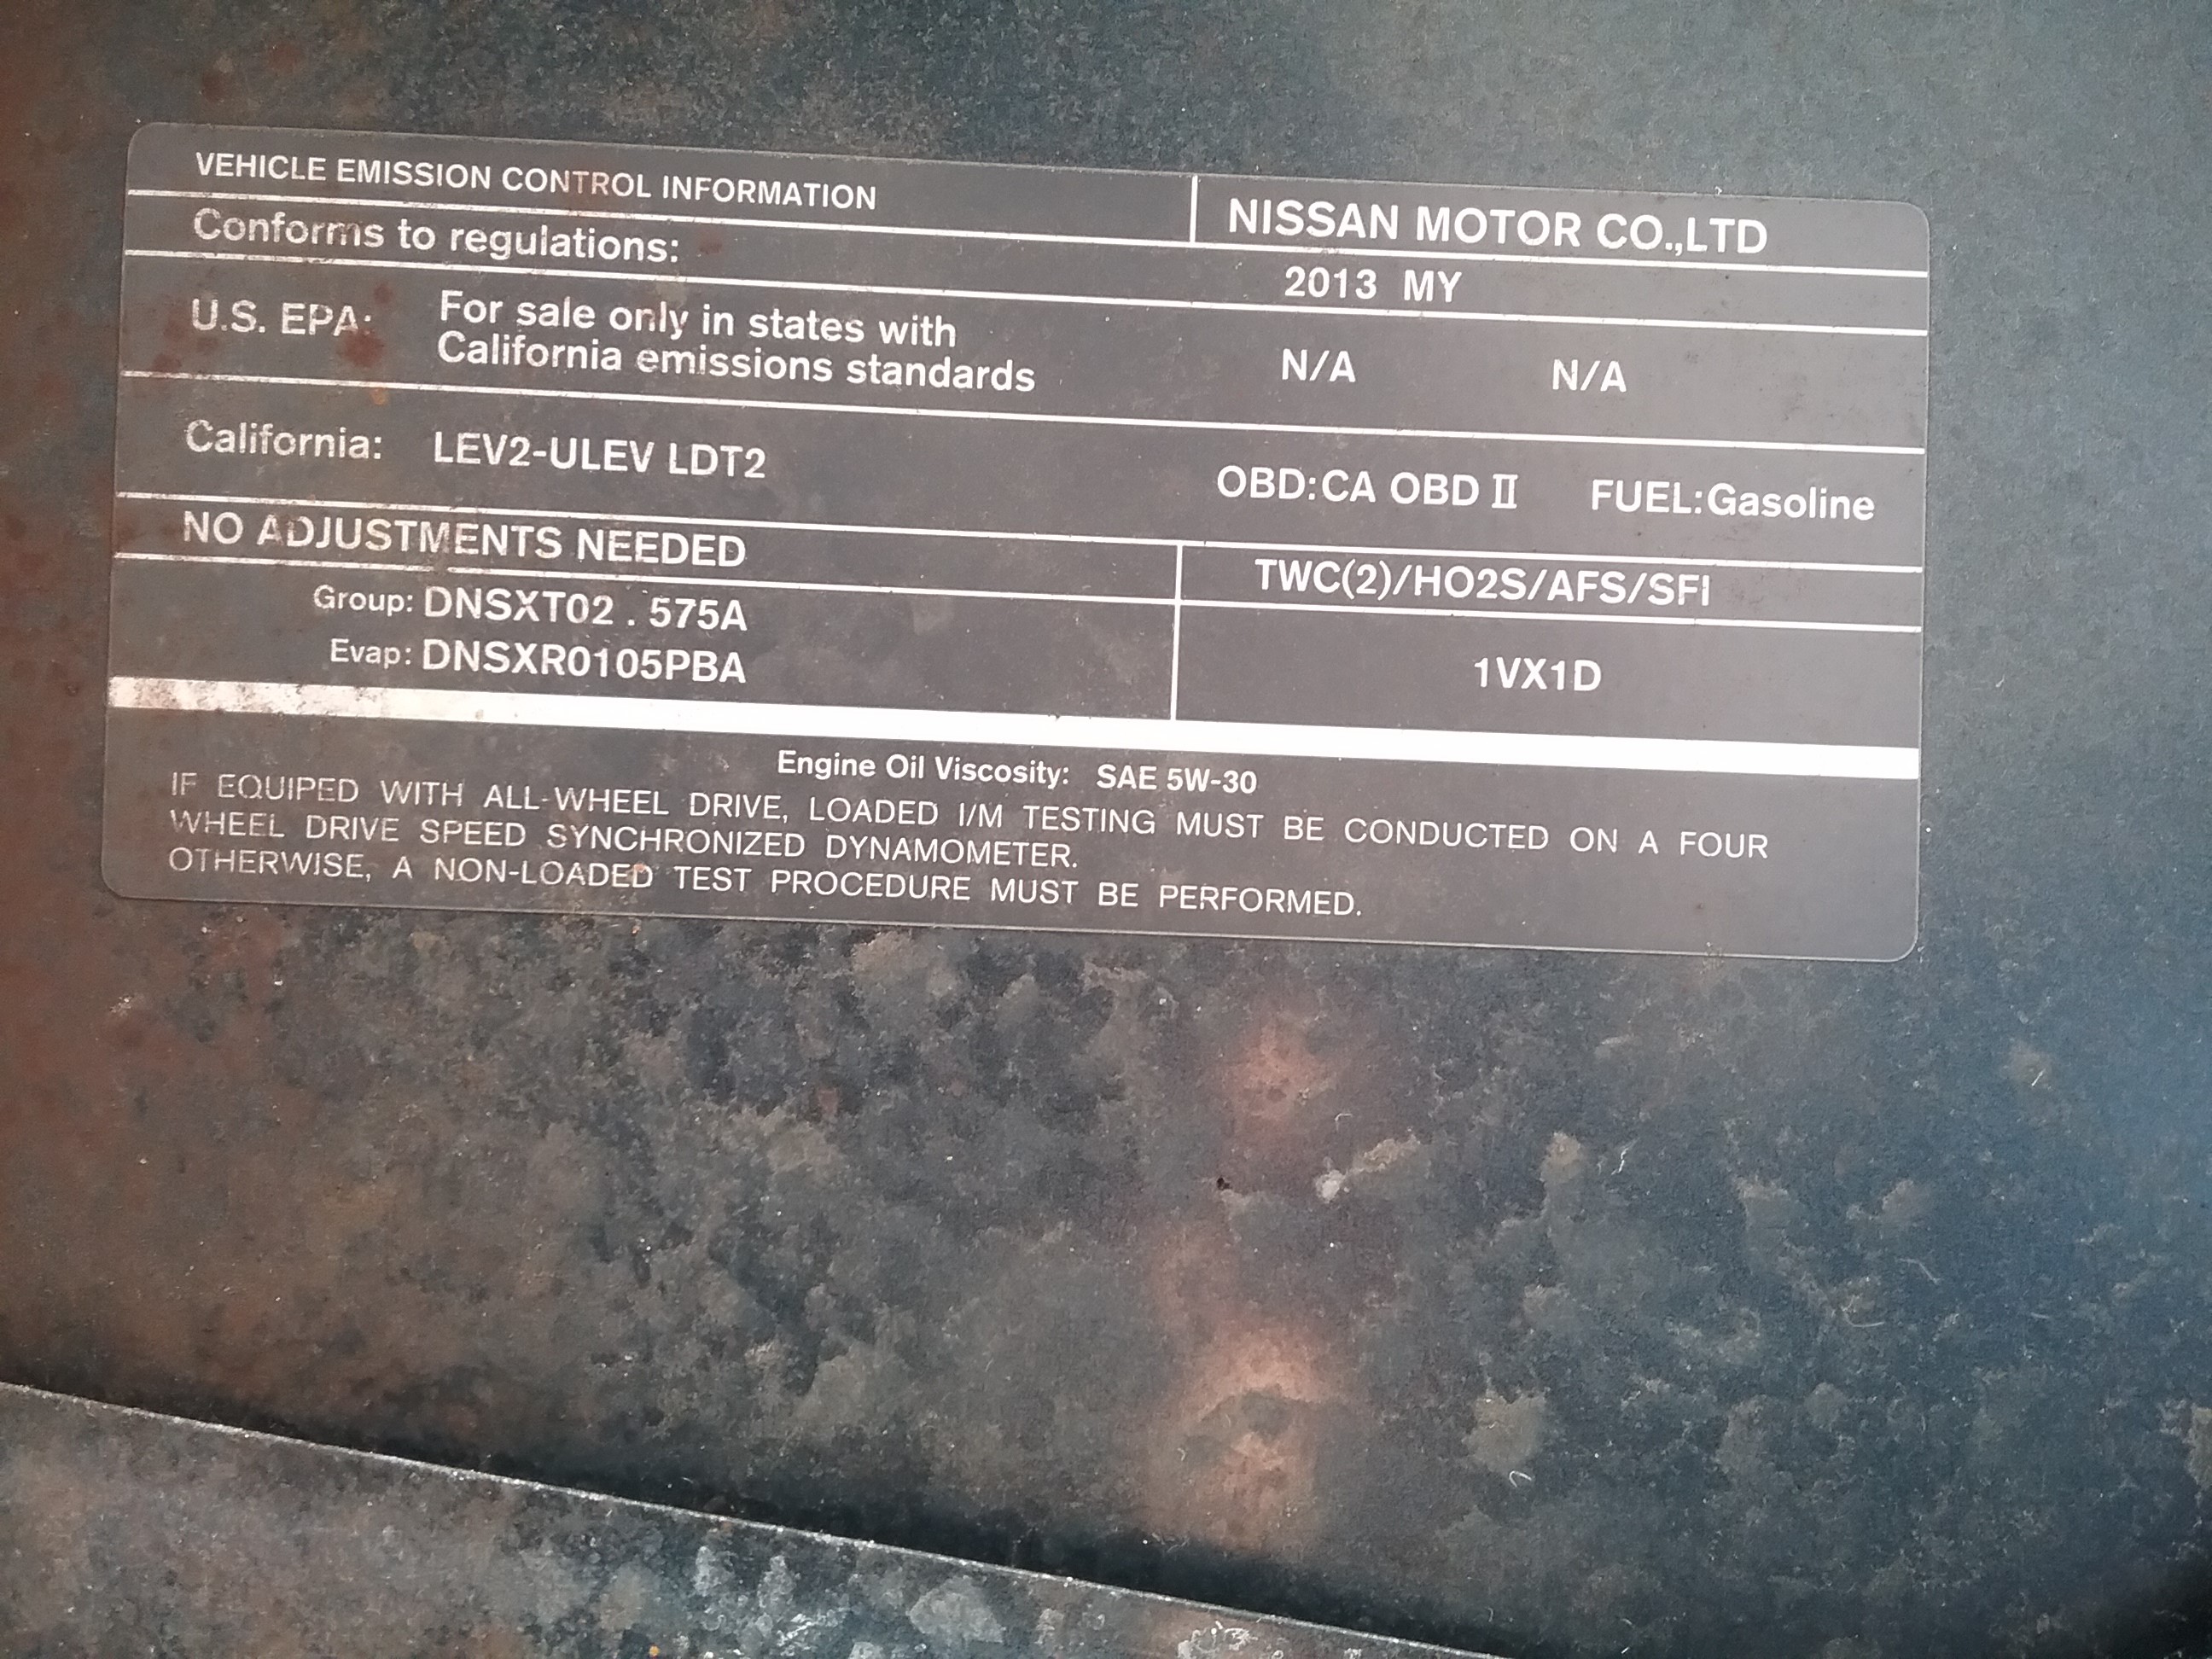 VEHICLE EMISSION CONTROL INFORMATION
NISSAN MOTOR CO.,LTD
Conforms to regulations:
2013 MY
U.S. EPA: For sale only in states with
California emissions standards
N/A N/A
California: LEV2-ULEV LDT2
OBD:CA OBD II FUEL:Gasoline
NO ADJUSTMENTS NEEDED
TWC(2)/HO2S/AFS/SFI
Group: DNSXT02 . 575A
Evap: DNSXR0105PBA
1VX1D
Engine Oil Viscosity: SAE 5W-30
IF EQUIPED WITH ALL-WHEEL DRIVE, LOADED I/M TESTING MUST BE CONDUCTED ON A FOUR
WHEEL DRIVE SPEED SYNCHRONIZED DYNAMOMETER.
OTHERWISE, A NON-LOADED TEST PROCEDURE MUST BE PERFORMED.